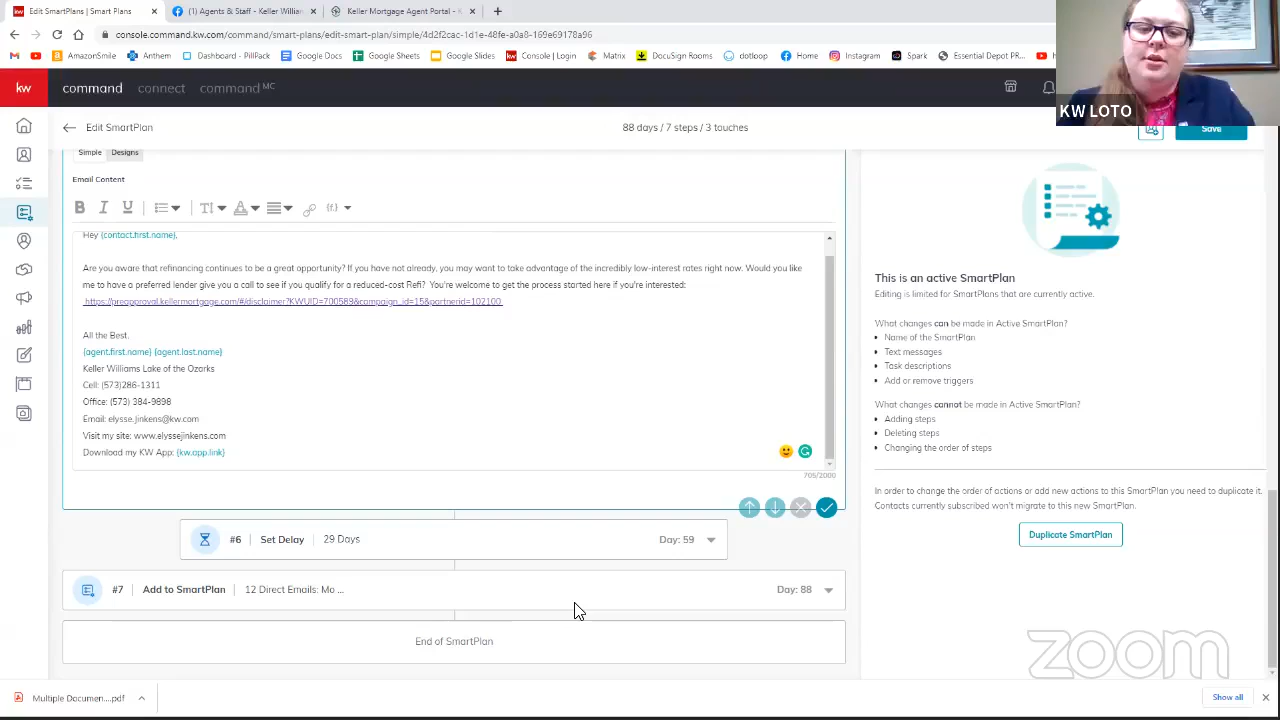 Edit SmartPlans | Smart Plans
(1) Agents & Staff - Keller Willian
Keller Mortgage Agent Portal - K
AmazonSmile
Anthem
Dashboard - PillPack
Google Docs
Google Sheets
Google Slides
Console | Login
Matrix
DocuSign Rooms
dotloop
Home
Instagram
Spark
Essential Depot PR...
kw
command
connect
command MC
KW LOTO
Edit SmartPlan
88 days / 7 steps / 3 touches
Save
Simple
Designs
Email Content
B I U
Hey {contact.first.name},
Are you aware that refinancing continues to be a great opportunity? If you have not already, you may want to take advantage of the incredibly low-interest rates right now. Would you like
me to have a preferred lender give you a call to see if you qualify for a reduced-cost Refi? You're welcome to get the process started here if you're interested:
https://preapproval.kellermortgage.com/#/disclaimer?KWUID=700589&campaign_id=15&partnerid=102100
All the Best,
{agent.first.name} {agent.last.name}
Keller Williams Lake of the Ozarks
Cell: (573)286-1311
Office: (573) 384-9898
Email: elysse.jinkens@kw.com
Visit my site: www.elyssejinkens.com
Download my KW App: {kw.app.link}
705/2000
#6 Set Delay 29 Days Day: 59
#7 Add to SmartPlan 12 Direct Emails: Mo ... Day: 88
End of SmartPlan
This is an active SmartPlan
Editing is limited for SmartPlans that are currently active.
What changes can be made in Active SmartPlan?
Name of the SmartPlan
Text messages
Task descriptions
Add or remove triggers
What changes cannot be made in Active SmartPlan?
Adding steps
Deleting steps
Changing the order of steps
In order to change the order of actions or add new actions to this SmartPlan you need to duplicate it.
Contacts currently subscribed won't migrate to this new SmartPlan.
Duplicate SmartPlan
zoom
Multiple Documen....pdf
Show all